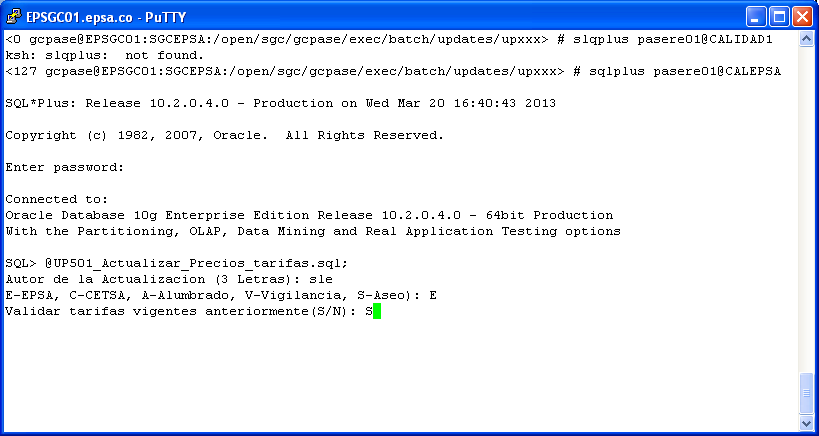 EPSGC01.epsa.co - PuTTY
<0 gcpase@EPSGC01:SGCEPSA:/open/sgc/gcpase/exec/batch/updates/upxxx> # slqplus pasere01@CALIDAD1
ksh: slqplus:  not found.
<127 gcpase@EPSGC01:SGCEPSA:/open/sgc/gcpase/exec/batch/updates/upxxx> # sqlplus pasere01@CALEPSA
SQL*Plus: Release 10.2.0.4.0 - Production on Wed Mar 20 16:40:43 2013
Copyright (c) 1982, 2007, Oracle.  All Rights Reserved.
Enter password:
Connected to:
Oracle Database 10g Enterprise Edition Release 10.2.0.4.0 - 64bit Production
With the Partitioning, OLAP, Data Mining and Real Application Testing options
SQL> @UP501_Actualizar_Precios_tarifas.sql;
Autor de la Actualizacion (3 Letras): sle
E-EPSA, C-CETSA, A-Alumbrado, V-Vigilancia, S-Aseo): E
Validar tarifas vigentes anteriormente(S/N): S